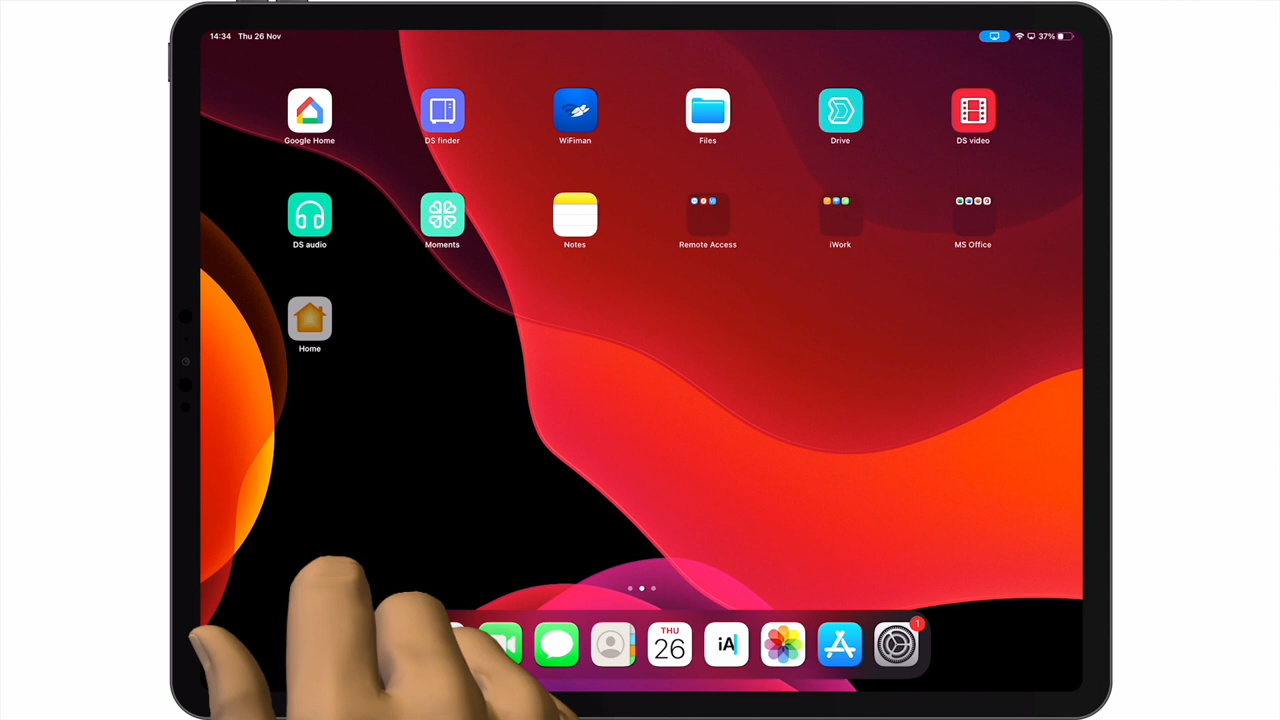 14:34 Thu 26 Nov 37%
Google Home DS finder WiFiman Files Drive DS video
DS audio Moments Notes Remote Access iWork MS Office
Home
1
THU
26 iA